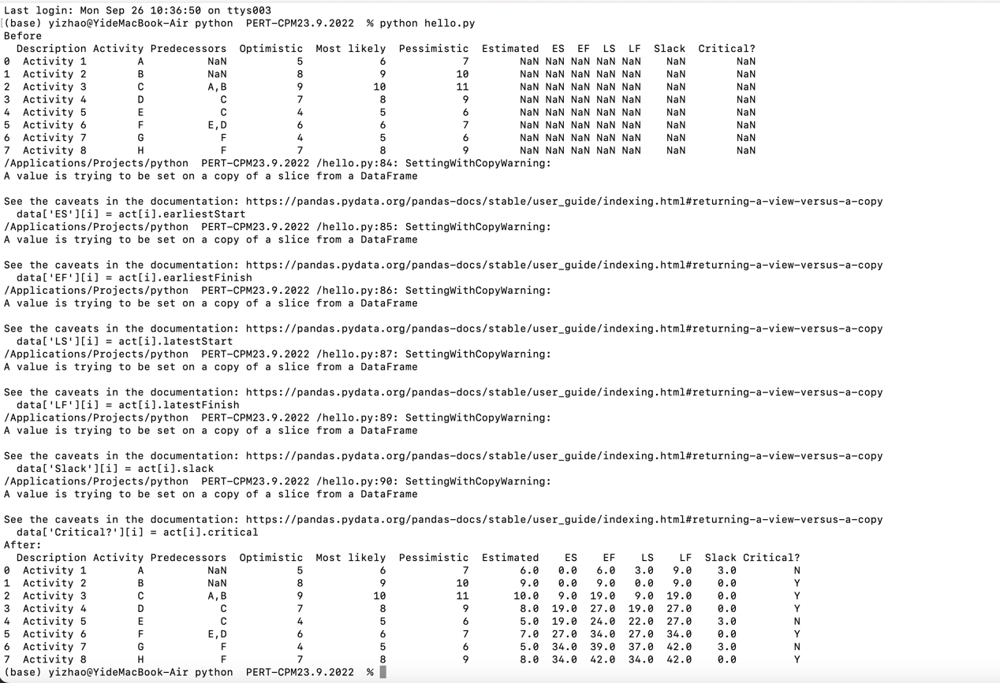 Last login: Mon Sep 26 10:36:50 on ttys003
(base) yizhao@YideMacBook-Air python  PERT-CPM23.9.2022  % python hello.py
Before
  Description Activity Predecessors  Optimistic  Most likely  Pessimistic  Estimated  ES  EF  LS  LF  Slack  Critical?
0  Activity 1        A          NaN           5            6            7        NaN NaN NaN NaN NaN    NaN        NaN
1  Activity 2        B          NaN           8            9           10        NaN NaN NaN NaN NaN    NaN        NaN
2  Activity 3        C          A,B           9           10           11        NaN NaN NaN NaN NaN    NaN        NaN
3  Activity 4        D            C           7            8            9        NaN NaN NaN NaN NaN    NaN        NaN
4  Activity 5        E            C           4            5            6        NaN NaN NaN NaN NaN    NaN        NaN
5  Activity 6        F          E,D           6            6            7        NaN NaN NaN NaN NaN    NaN        NaN
6  Activity 7        G            F           4            5            6        NaN NaN NaN NaN NaN    NaN        NaN
7  Activity 8        H            F           7            8            9        NaN NaN NaN NaN NaN    NaN        NaN
/Applications/Projects/python  PERT-CPM23.9.2022 /hello.py:84: SettingWithCopyWarning:
A value is trying to be set on a copy of a slice from a DataFrame
See the caveats in the documentation: https://pandas.pydata.org/pandas-docs/stable/user_guide/indexing.html#returning-a-view-versus-a-copy
  data['ES'][i] = act[i].earliestStart
/Applications/Projects/python  PERT-CPM23.9.2022 /hello.py:85: SettingWithCopyWarning:
A value is trying to be set on a copy of a slice from a DataFrame
See the caveats in the documentation: https://pandas.pydata.org/pandas-docs/stable/user_guide/indexing.html#returning-a-view-versus-a-copy
  data['EF'][i] = act[i].earliestFinish
/Applications/Projects/python  PERT-CPM23.9.2022 /hello.py:86: SettingWithCopyWarning:
A value is trying to be set on a copy of a slice from a DataFrame
See the caveats in the documentation: https://pandas.pydata.org/pandas-docs/stable/user_guide/indexing.html#returning-a-view-versus-a-copy
  data['LS'][i] = act[i].latestStart
/Applications/Projects/python  PERT-CPM23.9.2022 /hello.py:87: SettingWithCopyWarning:
A value is trying to be set on a copy of a slice from a DataFrame
See the caveats in the documentation: https://pandas.pydata.org/pandas-docs/stable/user_guide/indexing.html#returning-a-view-versus-a-copy
  data['LF'][i] = act[i].latestFinish
/Applications/Projects/python  PERT-CPM23.9.2022 /hello.py:89: SettingWithCopyWarning:
A value is trying to be set on a copy of a slice from a DataFrame
See the caveats in the documentation: https://pandas.pydata.org/pandas-docs/stable/user_guide/indexing.html#returning-a-view-versus-a-copy
  data['Slack'][i] = act[i].slack
/Applications/Projects/python  PERT-CPM23.9.2022 /hello.py:90: SettingWithCopyWarning:
A value is trying to be set on a copy of a slice from a DataFrame
See the caveats in the documentation: https://pandas.pydata.org/pandas-docs/stable/user_guide/indexing.html#returning-a-view-versus-a-copy
  data['Critical?'][i] = act[i].critical
After:
  Description Activity Predecessors  Optimistic  Most likely  Pessimistic  Estimated    ES    EF    LS    LF  Slack Critical?
0  Activity 1        A          NaN           5            6            7        6.0   0.0   6.0   3.0   9.0    3.0         N
1  Activity 2        B          NaN           8            9           10        9.0   0.0   9.0   0.0   9.0    0.0         Y
2  Activity 3        C          A,B           9           10           11       10.0   9.0  19.0   9.0  19.0    0.0         Y
3  Activity 4        D            C           7            8            9        8.0  19.0  27.0  19.0  27.0    0.0         Y
4  Activity 5        E            C           4            5            6        5.0  19.0  24.0  22.0  27.0    3.0         N
5  Activity 6        F          E,D           6            6            7        7.0  27.0  34.0  27.0  34.0    0.0         Y
6  Activity 7        G            F           4            5            6        5.0  34.0  39.0  37.0  42.0    3.0         N
7  Activity 8        H            F           7            8            9        8.0  34.0  42.0  34.0  42.0    0.0         Y
(base) yizhao@YideMacBook-Air python  PERT-CPM23.9.2022  %